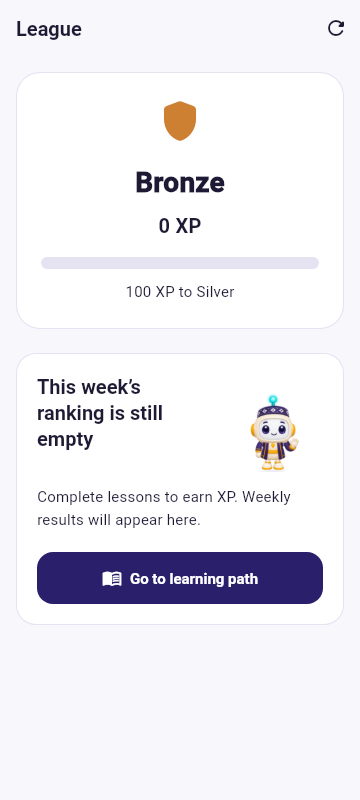 League
Bronze
0 XP
100 XP to Silver
This week’s
ranking is still
empty
Complete lessons to earn XP. Weekly
results will appear here.
Go to learning path